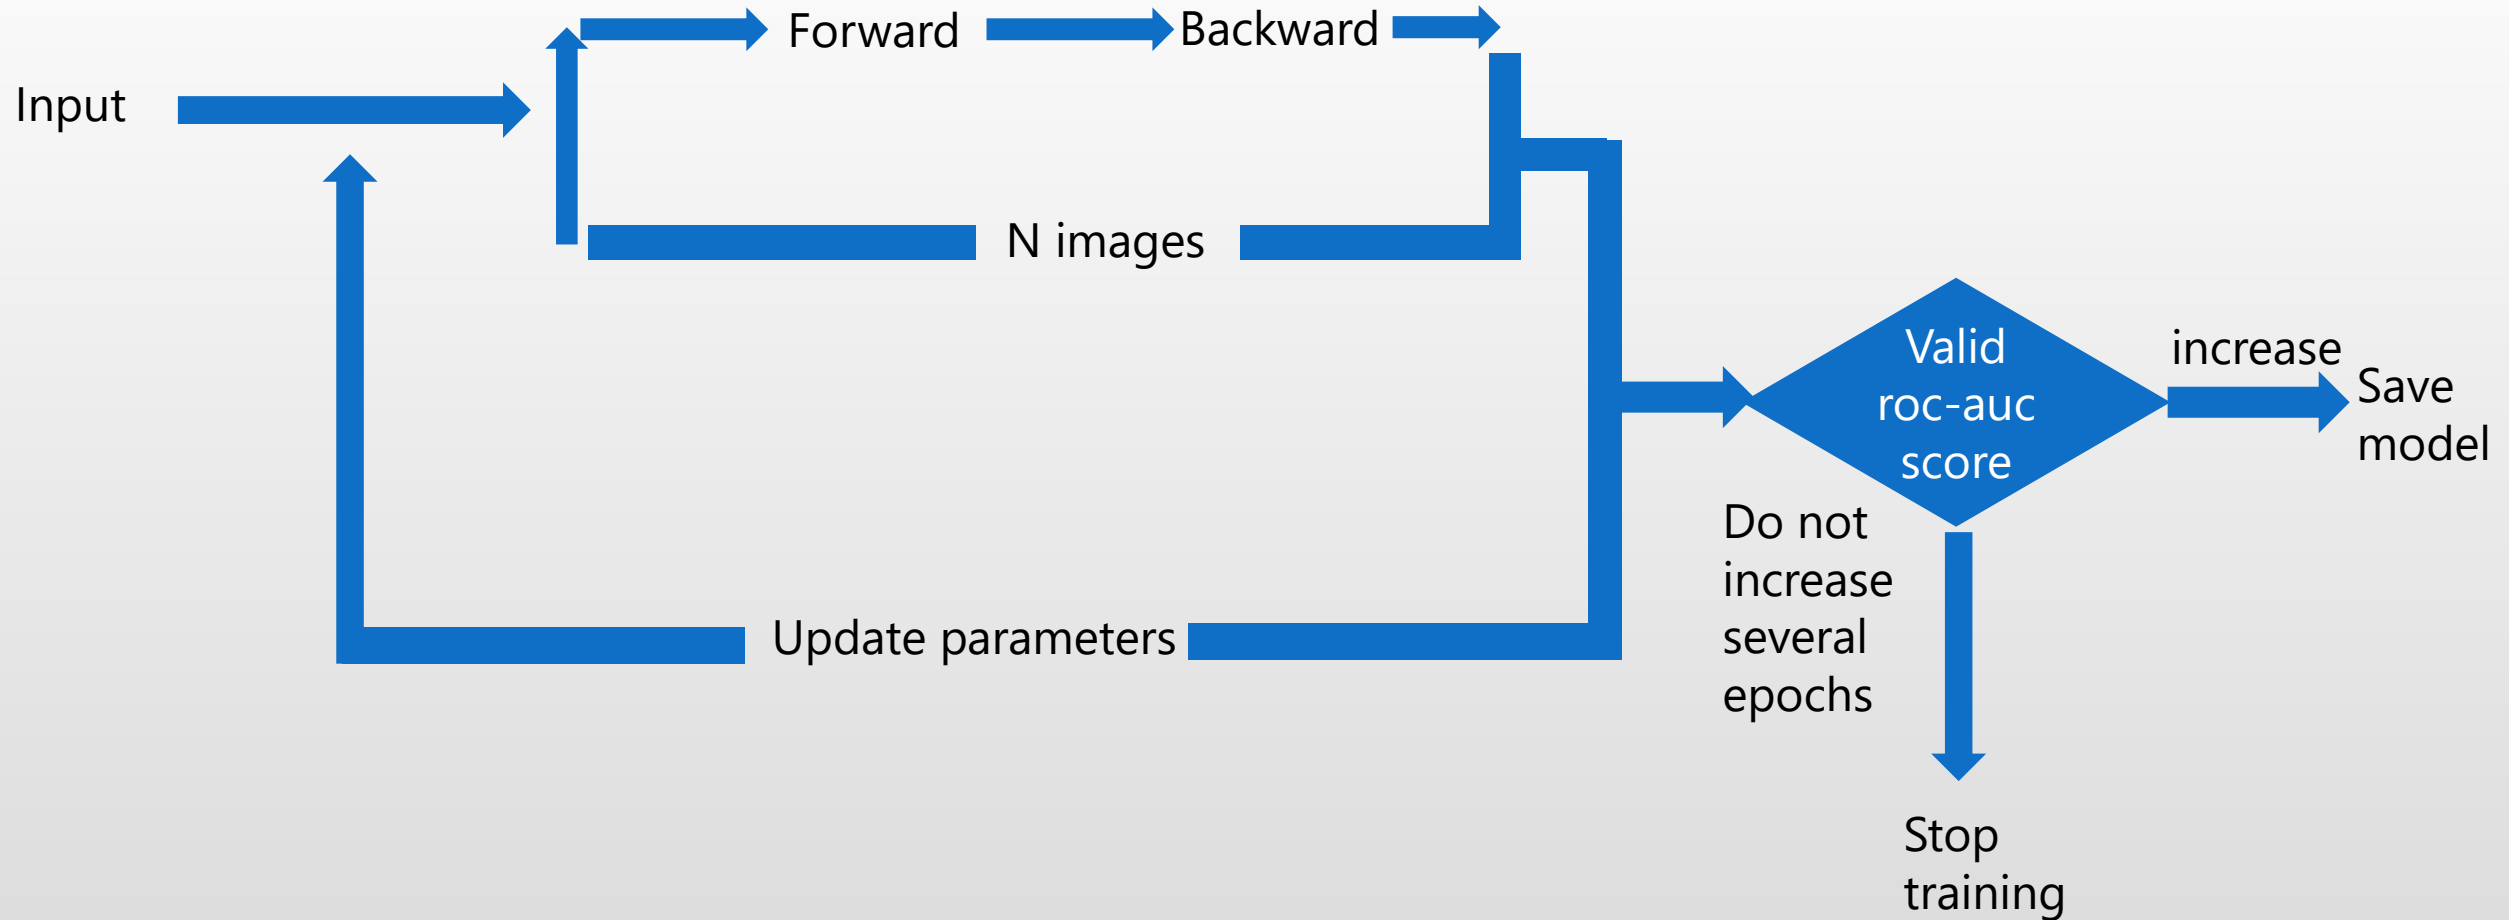 Forward
Backward
Input
N images
Valid
roc-auc
score
increase
Save
model
Do not
increase
several
epochs
Update parameters
Stop
training